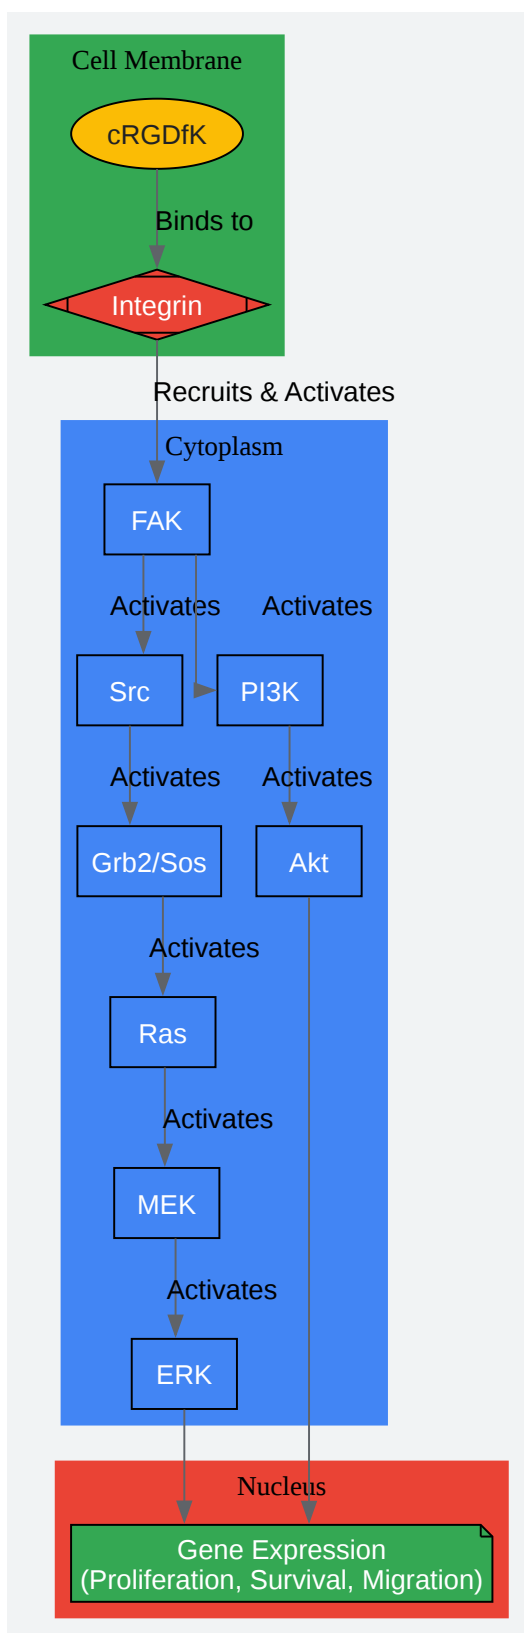 Cell Membrane
cRGDfK
Binds to
Integrin
Recruits & Activates
Cytoplasm
FAK
Activates
Activates
Src
PI3K
Activates
Activates
Grb2/Sos
Akt
Activates
Ras
Activates
MEK
Activates
ERK
Nucleus
Gene Expression
(Proliferation, Survival, Migration)